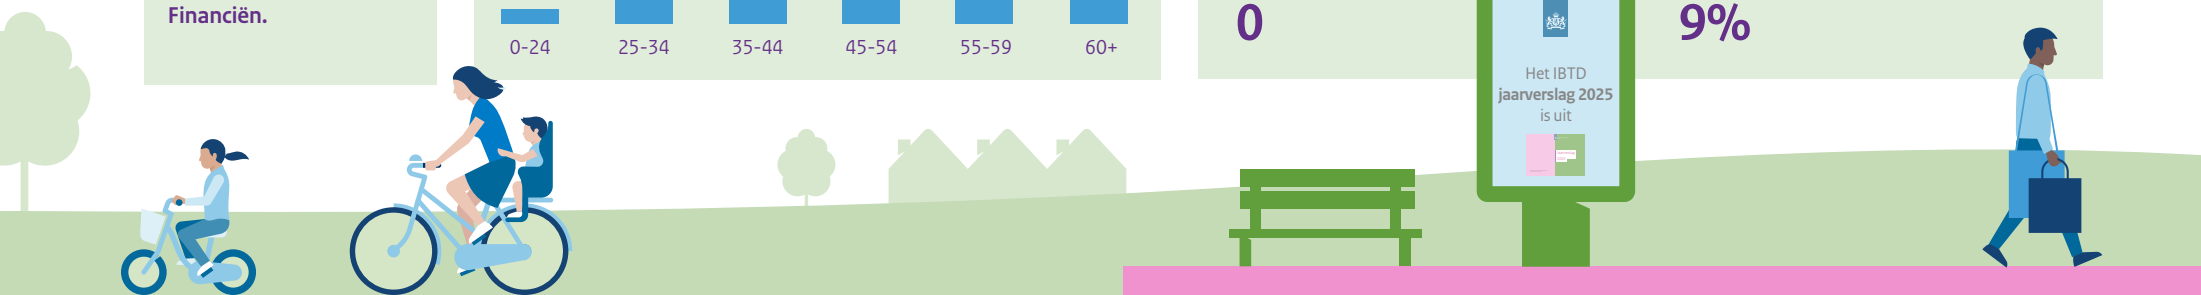 Financiën.
0-24 25-34 35-44 45-54 55-59 60+
0
9%
Het IBTD
jaarverslag 2025
is uit